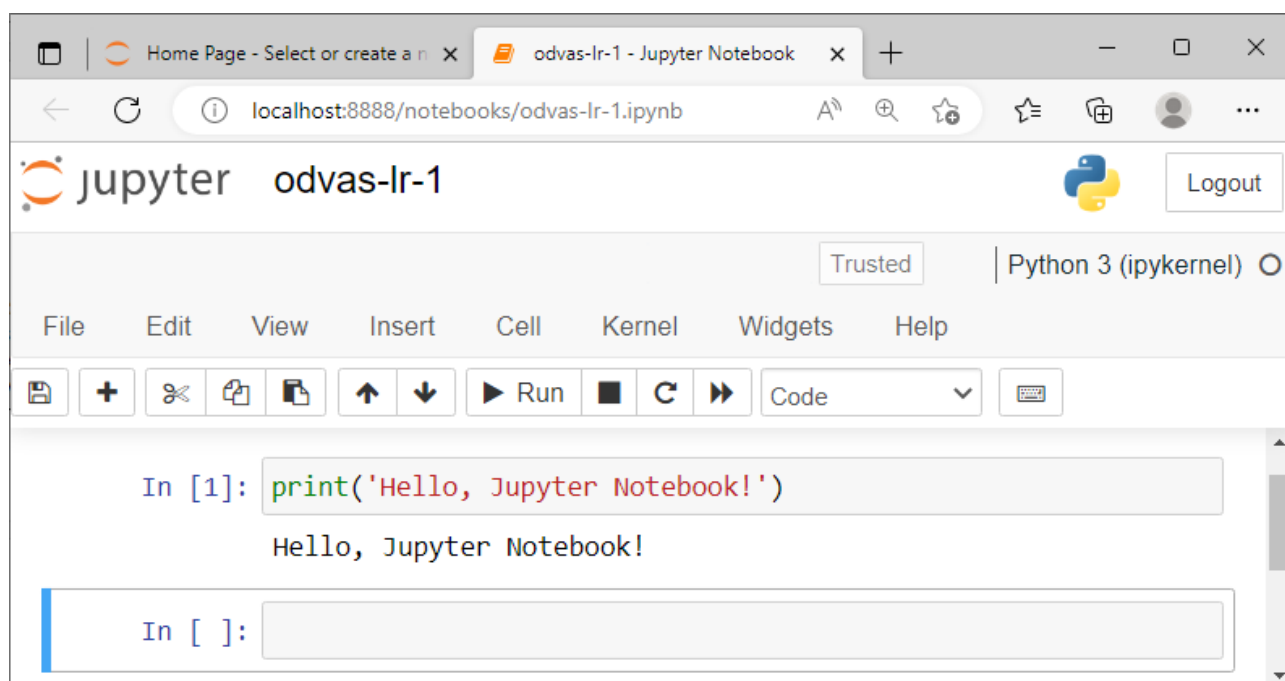 Home Page - Select or create a n
odvas-lr-1 - Jupyter Notebook
localhost:8888/notebooks/odvas-lr-1.ipynb
jupyter odvas-lr-1
Logout
Trusted
Python 3 (ipykernel)
File Edit View Insert Cell Kernel Widgets Help
Run
Code
In [1]: print('Hello, Jupyter Notebook!')
Hello, Jupyter Notebook!
In [ ]: